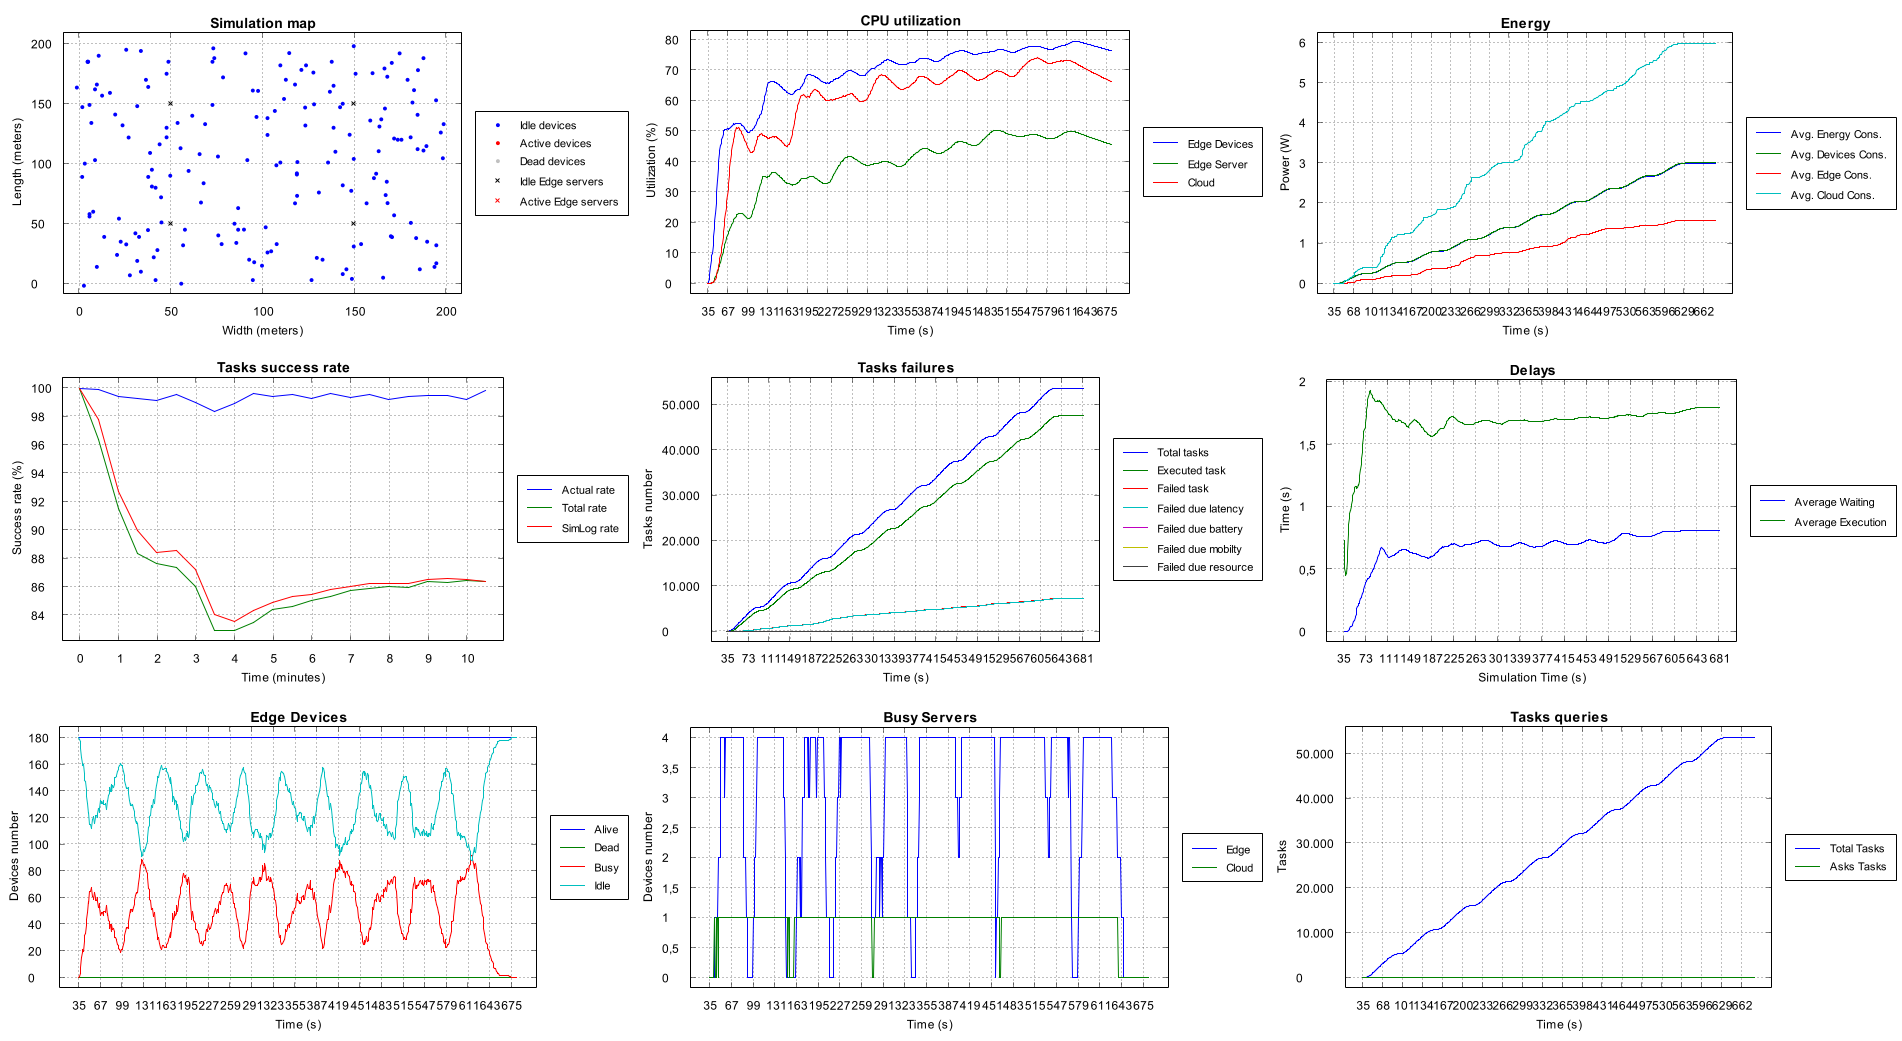 Simulation map
Length (meters)
200
150
100
50
0
0 50 100 150 200
Width (meters)
Idle devices
Active devices
Dead devices
Idle Edge servers
Active Edge servers
CPU utilization
Utilization (%)
80
70
60
50
40
30
20
10
0
Time (s)
Edge Devices
Edge Server
Cloud
Energy
Power (W)
6
5
4
3
2
1
0
Time (s)
Avg. Energy Cons.
Avg. Devices Cons.
Avg. Edge Cons.
Avg. Cloud Cons.
Tasks success rate
Success rate (%)
100
98
96
94
92
90
88
86
84
0 1 2 3 4 5 6 7 8 9 10
Time (minutes)
Actual rate
Total rate
SimLog rate
Tasks failures
Tasks number
50.000
40.000
30.000
20.000
10.000
0
Time (s)
Total tasks
Executed task
Failed task
Failed due latency
Failed due battery
Failed due mobilty
Failed due resource
Delays
Time (s)
2
1,5
1
0,5
0
Simulation Time (s)
Average Waiting
Average Execution
Edge Devices
Devices number
180
160
140
120
100
80
60
40
20
0
Time (s)
Alive
Dead
Busy
Idle
Busy Servers
Devices number
4
3,5
3
2,5
2
1,5
1
0,5
0
Time (s)
Edge
Cloud
Tasks queries
Tasks
50.000
40.000
30.000
20.000
10.000
0
Time (s)
Total Tasks
Asks Tasks